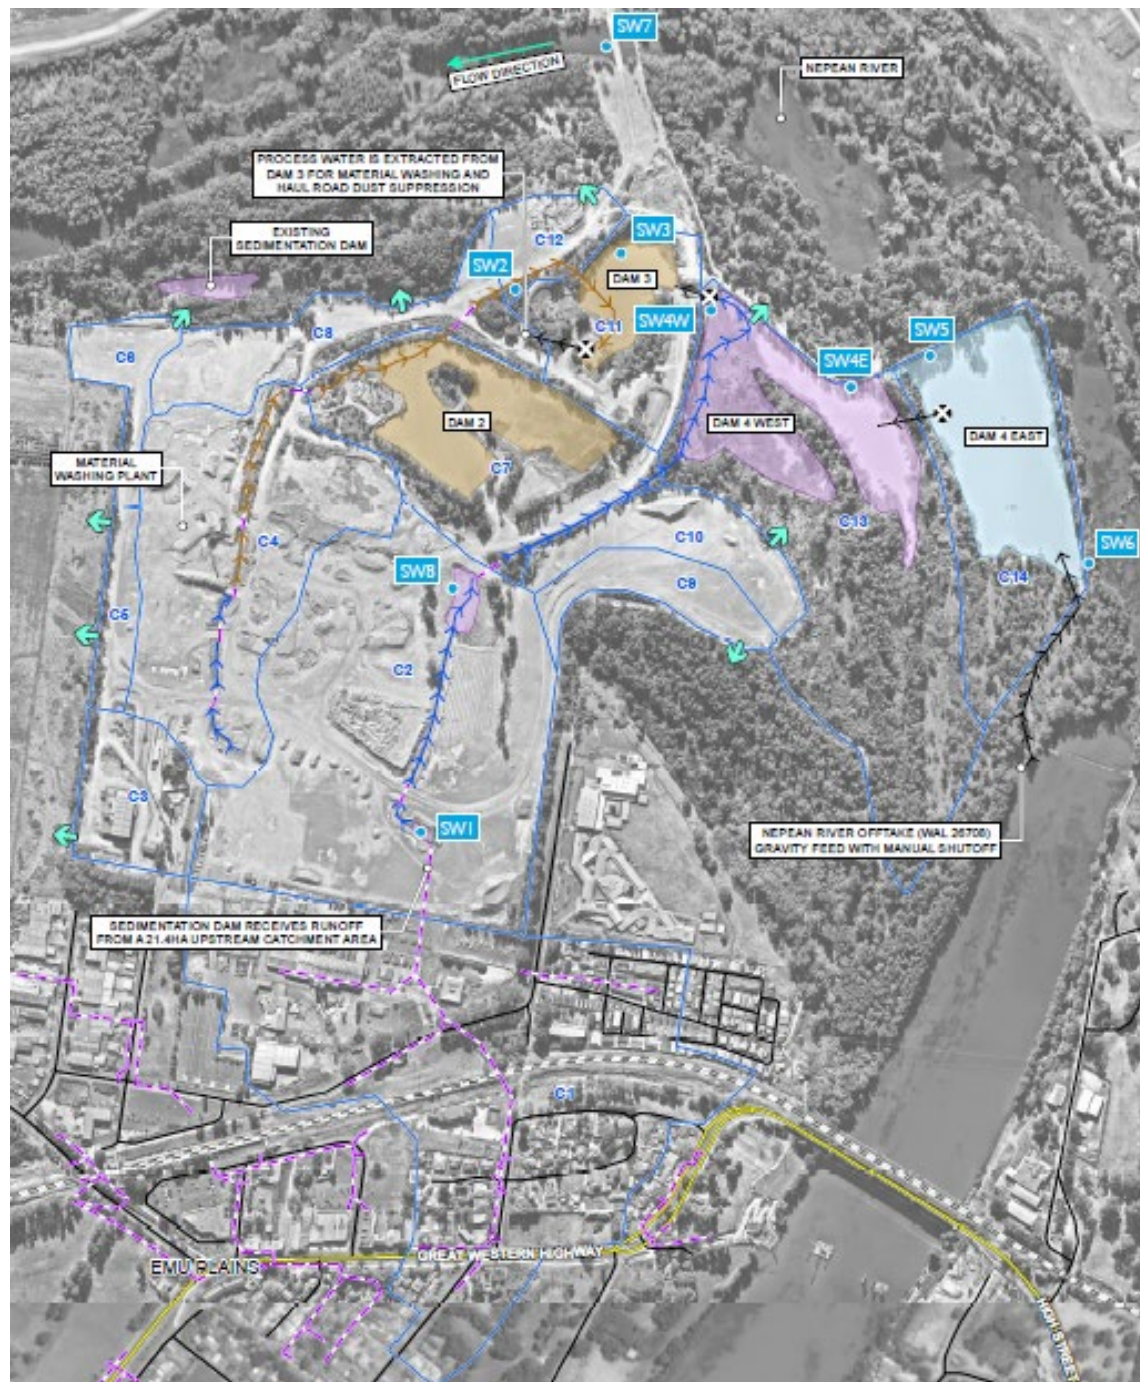 SW7
FLOW DIRECTION
NEPEAN RIVER
PROCESS WATER IS EXTRACTED FROM
DAM 3 FOR MATERIAL WASHING AND
HAUL ROAD DUST SUPPRESSION
EXISTING
SEDIMENTATION DAM
C12
SW3
SW2
DAM 3
C11
SW4W
C8
C6
SW5
SW4E
DAM 2
DAM 4 WEST
DAM 4 EAST
MATERIAL
WASHING PLANT
C7
C13
C4
C10
SW6
SW8
C9
C14
C5
C2
C3
SW1
NEPEAN RIVER OFFTAKE (WAL 26708)
GRAVITY FEED WITH MANUAL SHUTOFF
SEDIMENTATION DAM RECEIVES RUNOFF
FROM A 21.4HA UPSTREAM CATCHMENT AREA
C1
GREAT WESTERN HIGHWAY
EMU PLAINS
HIGH STREET